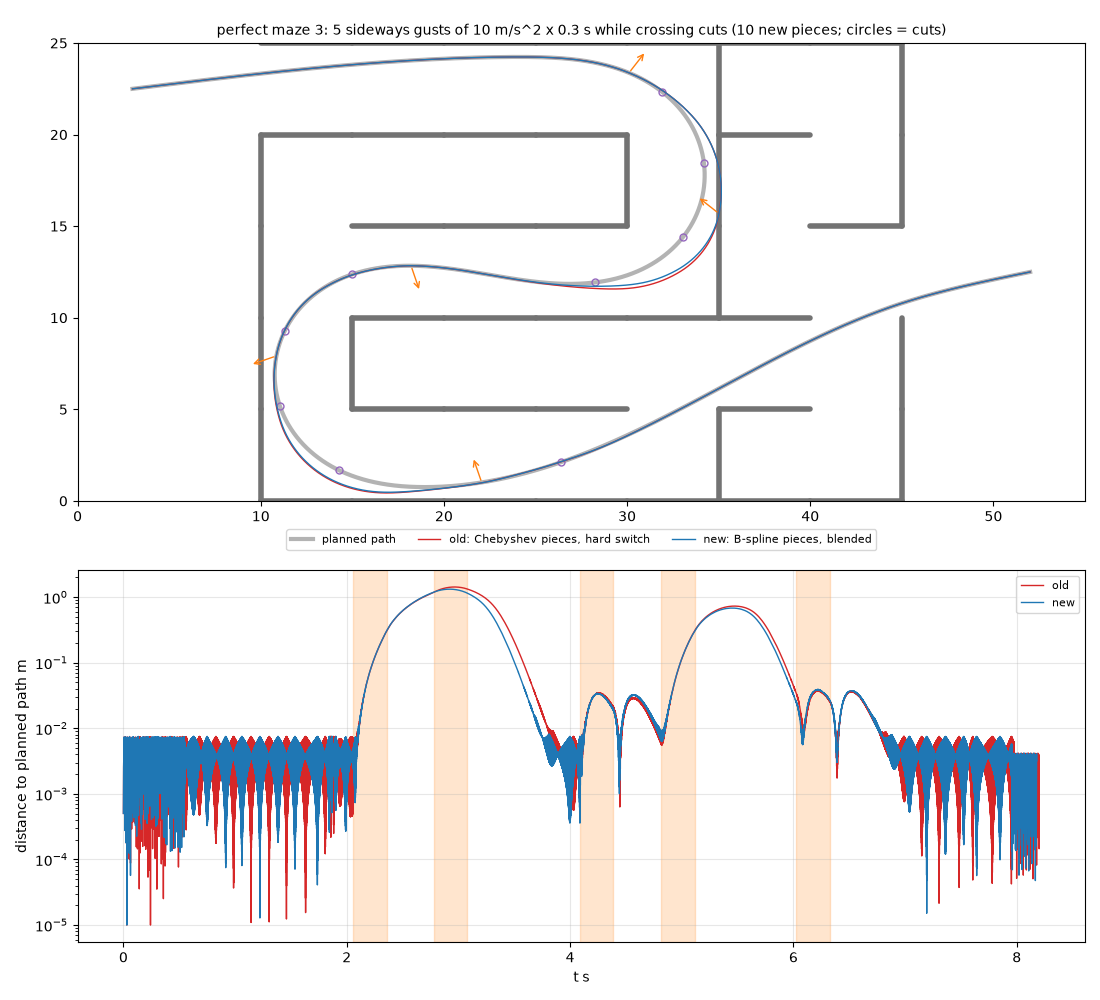 perfect maze 3: 5 sideways gusts of 10 m/s^2 x 0.3 s while crossing cuts (10 new pieces; circles = cuts)
25
20
15
10
5
0
0 10 20 30 40 50
planned path old: Chebyshev pieces, hard switch new: B-spline pieces, blended
distance to planned path m
10^0
10^-1
10^-2
10^-3
10^-4
10^-5
old
new
0 2 4 6 8
t s